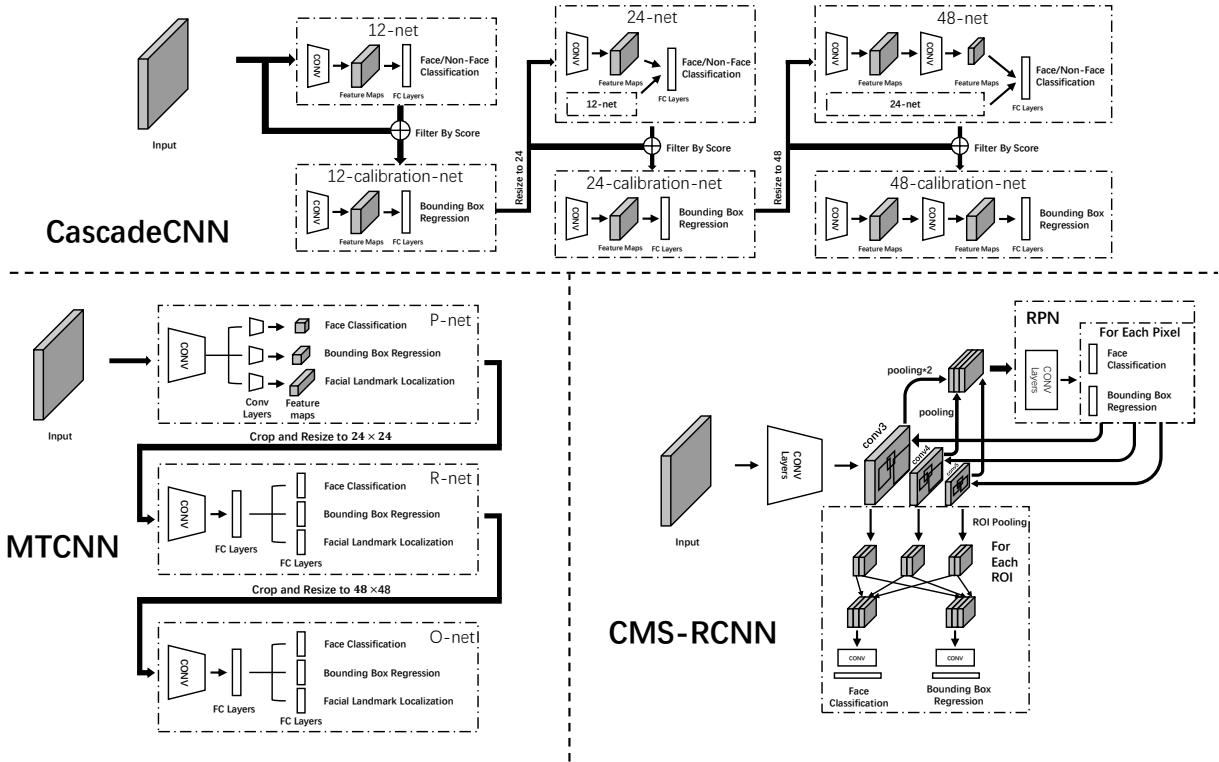 12-net
CONV
Feature Maps
FC Layers
Face/Non-Face
Classification
Input
Filter By Score
12-calibration-net
CONV
Feature Maps
FC Layers
Bounding Box
Regression
Resize to 24
24-net
CONV
Feature Maps
12-net
FC Layers
Face/Non-Face
Classification
Filter By Score
24-calibration-net
CONV
Feature Maps
FC Layers
Bounding Box
Regression
Resize to 48
48-net
CONV
Feature Maps
CONV
Feature Maps
24-net
FC Layers
Face/Non-Face
Classification
Filter By Score
48-calibration-net
CONV
Feature Maps
CONV
Feature Maps
FC Layers
Bounding Box
Regression
CascadeCNN
P-net
CONV
Face Classification
Bounding Box Regression
Facial Landmark Localization
Conv
Layers
Feature
maps
Input
Crop and Resize to 24 × 24
R-net
CONV
FC Layers
Face Classification
Bounding Box Regression
Facial Landmark Localization
FC Layers
MTCNN
Crop and Resize to 48 ×48
O-net
CONV
FC Layers
Face Classification
Bounding Box Regression
Facial Landmark Localization
FC Layers
RPN
For Each Pixel
CONV
Layers
Face
Classification
Bounding Box
Regression
pooling*2
pooling
Input
CONV
Layers
conv3
conv4
conv5
ROI Pooling
For
Each
ROI
CMS-RCNN
CONV
CONV
Face
Classification
Bounding Box
Regression